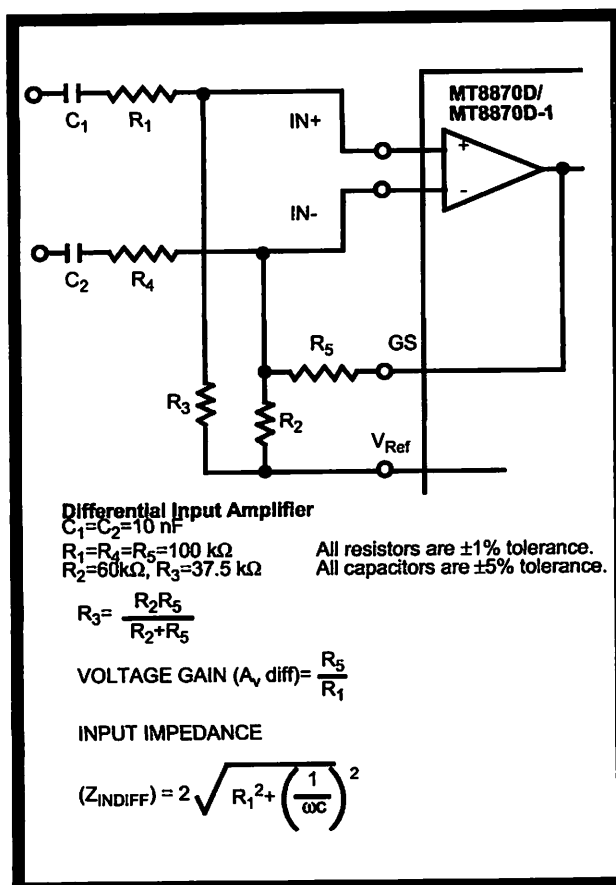 MT8870D/
MT8870D-1
C₁ R₁ IN+ +
IN- -
C₂ R₄
R₅ GS
R₃ R₂
V_Ref
Differential Input Amplifier
C₁=C₂=10 nF
R₁=R₄=R₅=100 kΩ All resistors are ±1% tolerance.
R₂=60kΩ, R₃=37.5 kΩ All capacitors are ±5% tolerance.
R₃= R₂R₅ / R₂+R₅
VOLTAGE GAIN (Aᵥ diff)= R₅ / R₁
INPUT IMPEDANCE
(Z_INDIFF) = 2 √ R₁²+ (1 / ωc)²